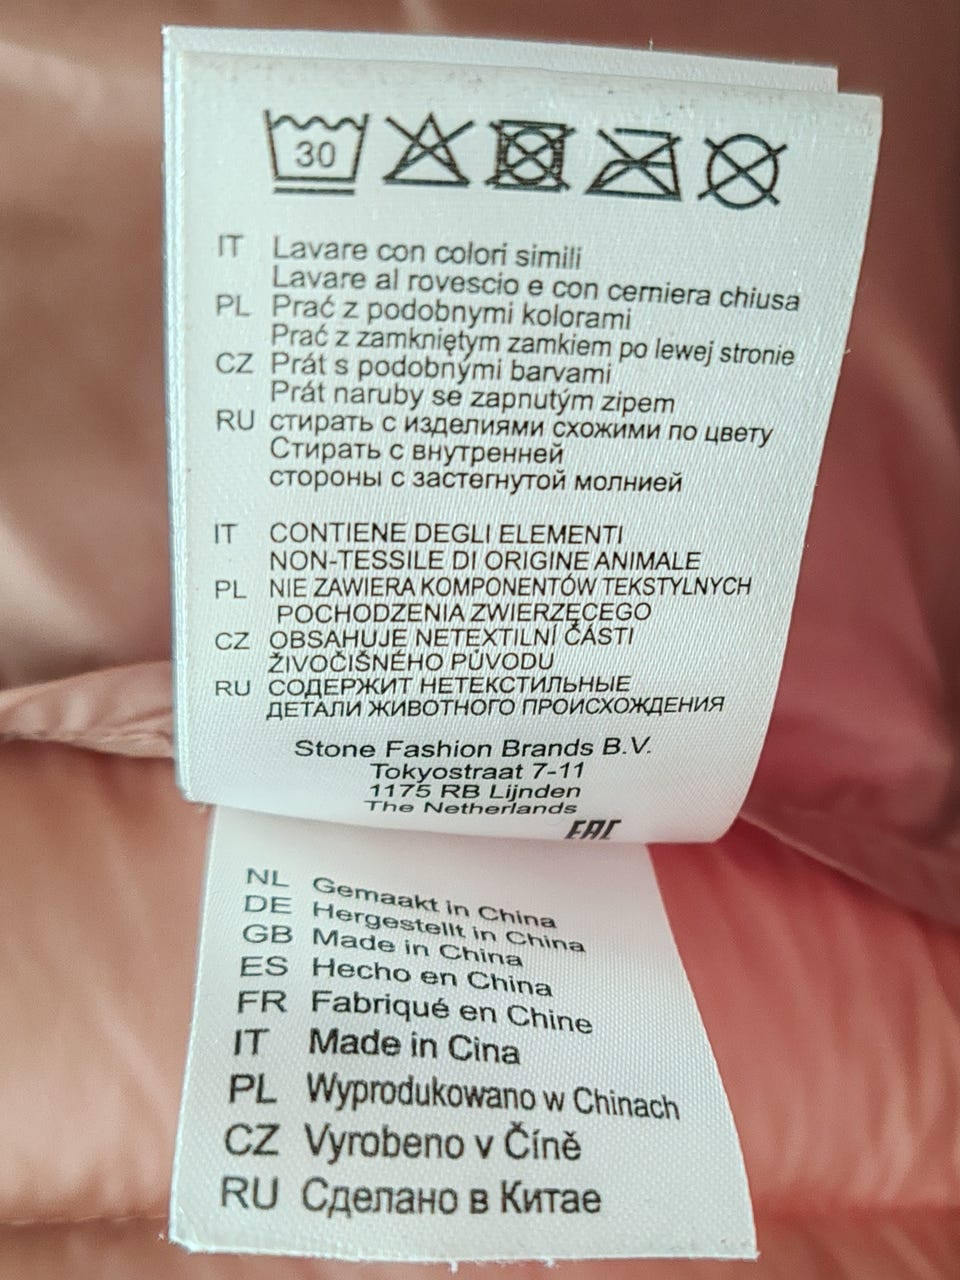 30
IT Lavare con colori simili
Lavare al rovescio e con cerniera chiusa
PL Prać z podobnymi kolorami
Prać z zamkniętym zamkiem po lewej stronie
CZ Prát s podobnými barvami
Prát naruby se zapnutým zipem
RU стирать с изделиями схожими по цвету
Стирать с внутренней
стороны с застегнутой молнией
IT CONTIENE DEGLI ELEMENTI
NON-TESSILE DI ORIGINE ANIMALE
PL NIE ZAWIERA KOMPONENTÓW TEKSTYLNYCH
POCHODZENIA ZWIERZĘCEGO
CZ OBSAHUJE NETEXTILNÍ ČÁSTI
ŽIVOČIŠNÉHO PŮVODU
RU СОДЕРЖИТ НЕТЕКСТИЛЬНЫЕ
ДЕТАЛИ ЖИВОТНОГО ПРОИСХОЖДЕНИЯ
Stone Fashion Brands B.V.
Tokyostraat 7-11
1175 RB Lijnden
The Netherlands
EAC
NL Gemaakt in China
DE Hergestellt in China
GB Made in China
ES Hecho en China
FR Fabriqué en Chine
IT Made in Cina
PL Wyprodukowano w Chinach
CZ Vyrobeno v Číně
RU Сделано в Китае